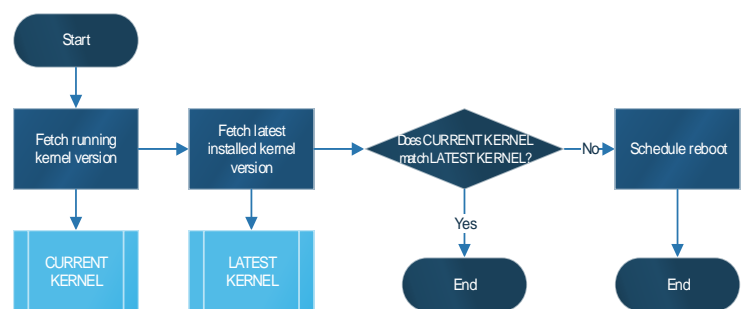 Start
Fetch running
kernel version
Fetch latest
installed kernel
version
Does CURRENT KERNEL
match LATEST KERNEL?
No
Schedule reboot
Yes
CURRENT
KERNEL
LATEST
KERNEL
End
End